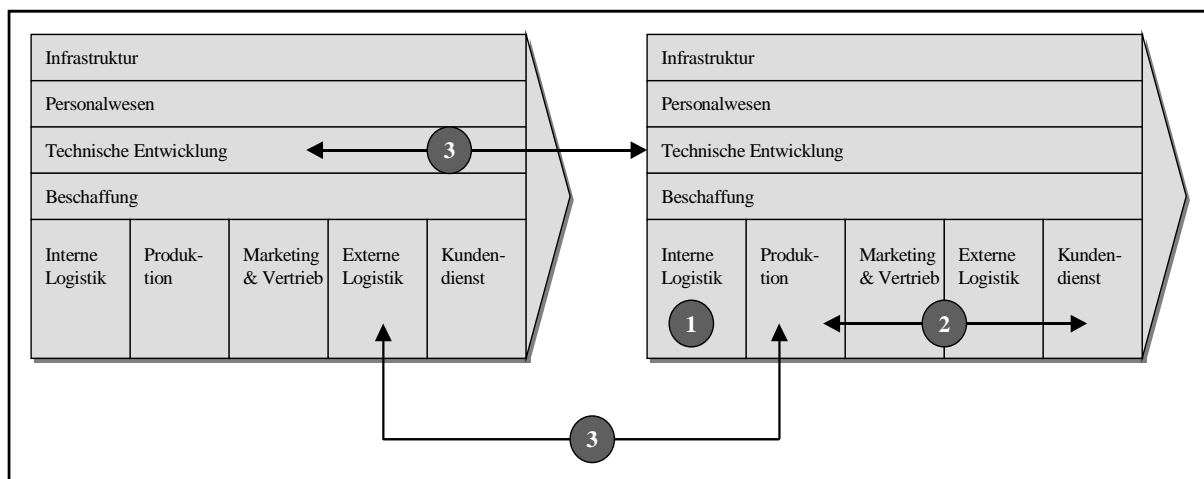 Infrastruktur
Personalwesen
Technische Entwicklung
3
Beschaffung
Interne
Logistik
Produk-
tion
Marketing
& Vertrieb
Externe
Logistik
Kunden-
dienst
Infrastruktur
Personalwesen
Technische Entwicklung
Beschaffung
Interne
Logistik
Produk-
tion
Marketing
& Vertrieb
Externe
Logistik
Kunden-
dienst
1
2
3